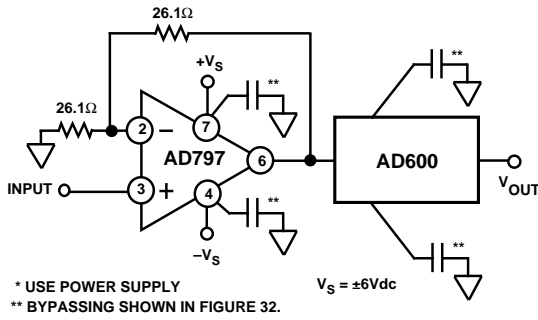 26.1Ω
+VS
**
**
26.1Ω
2
−
7
AD797
6
AD600
INPUT
3
+
4
**
VOUT
−VS
**
* USE POWER SUPPLY
** BYPASSING SHOWN IN FIGURE 32.
VS = ±6Vdc